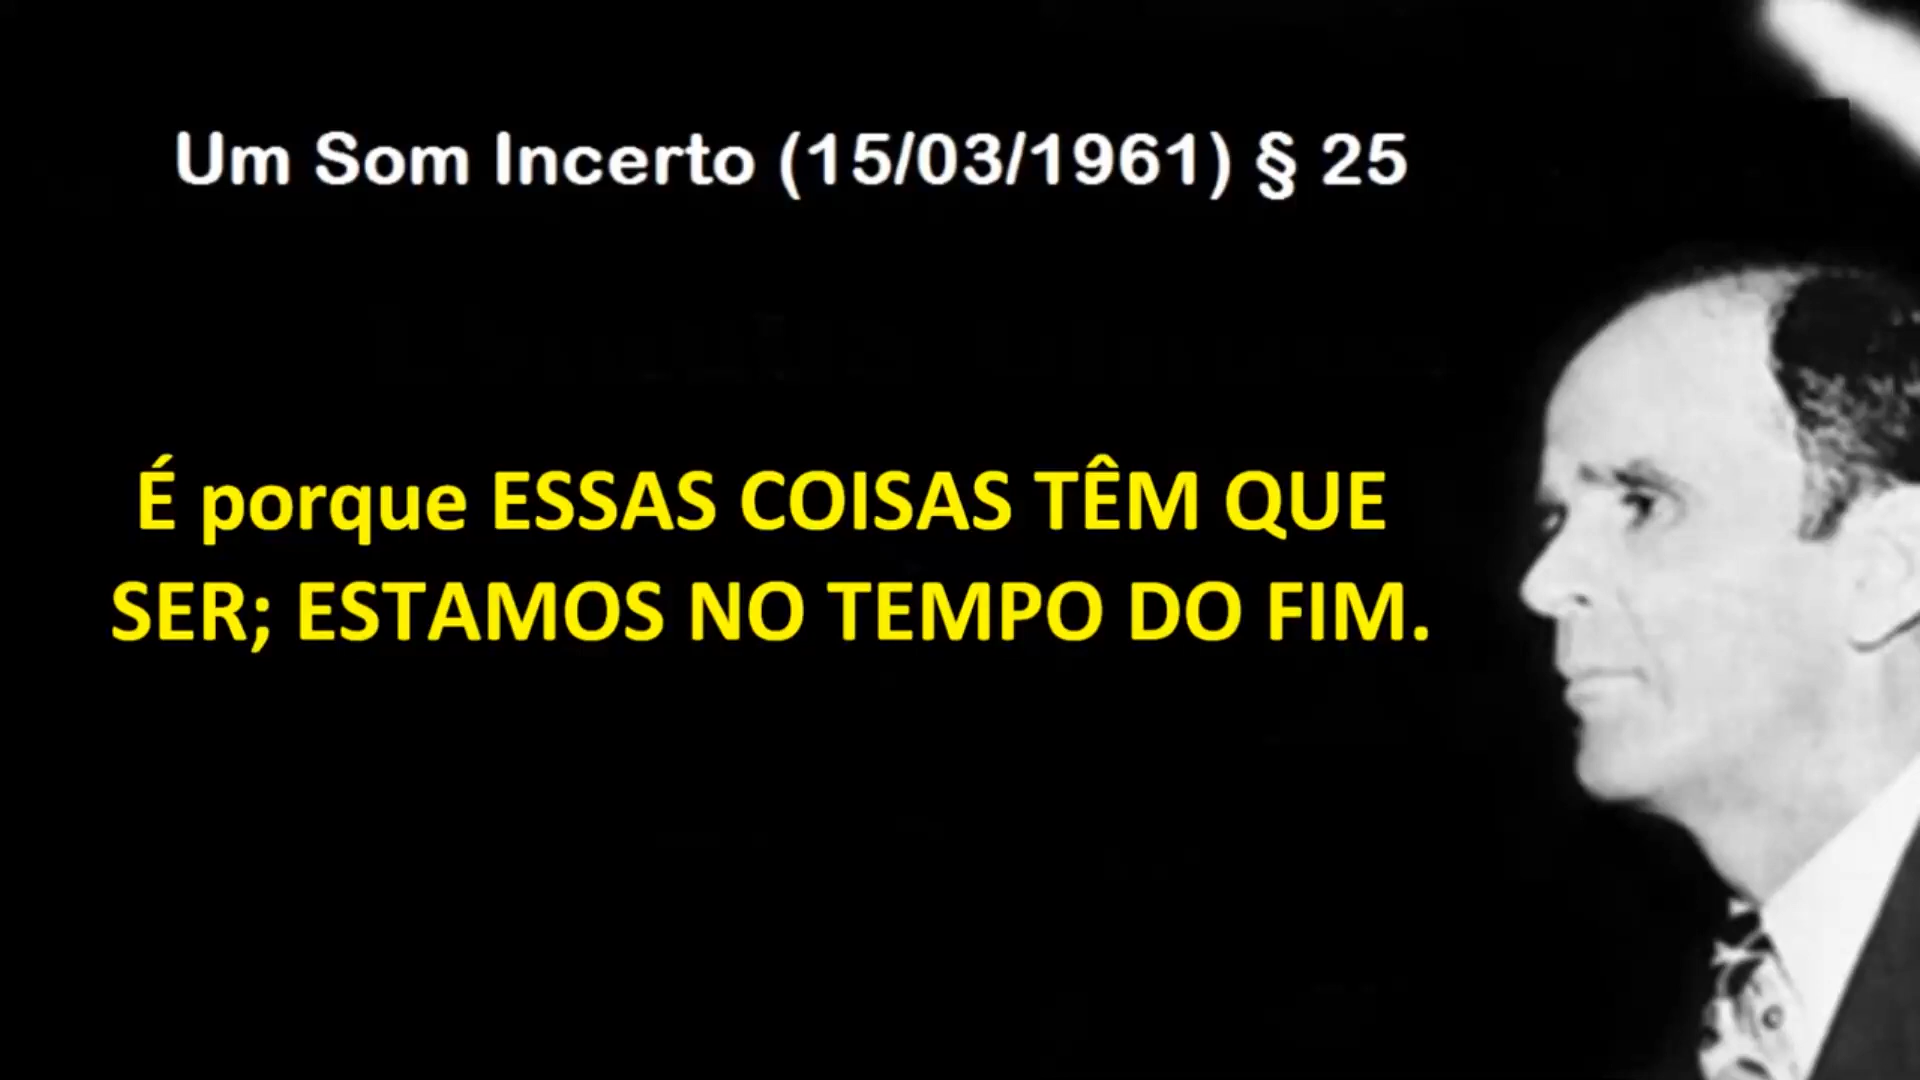 Um Som Incerto (15/03/1961) § 25
É porque ESSAS COISAS TÊM QUE
SER; ESTAMOS NO TEMPO DO FIM.